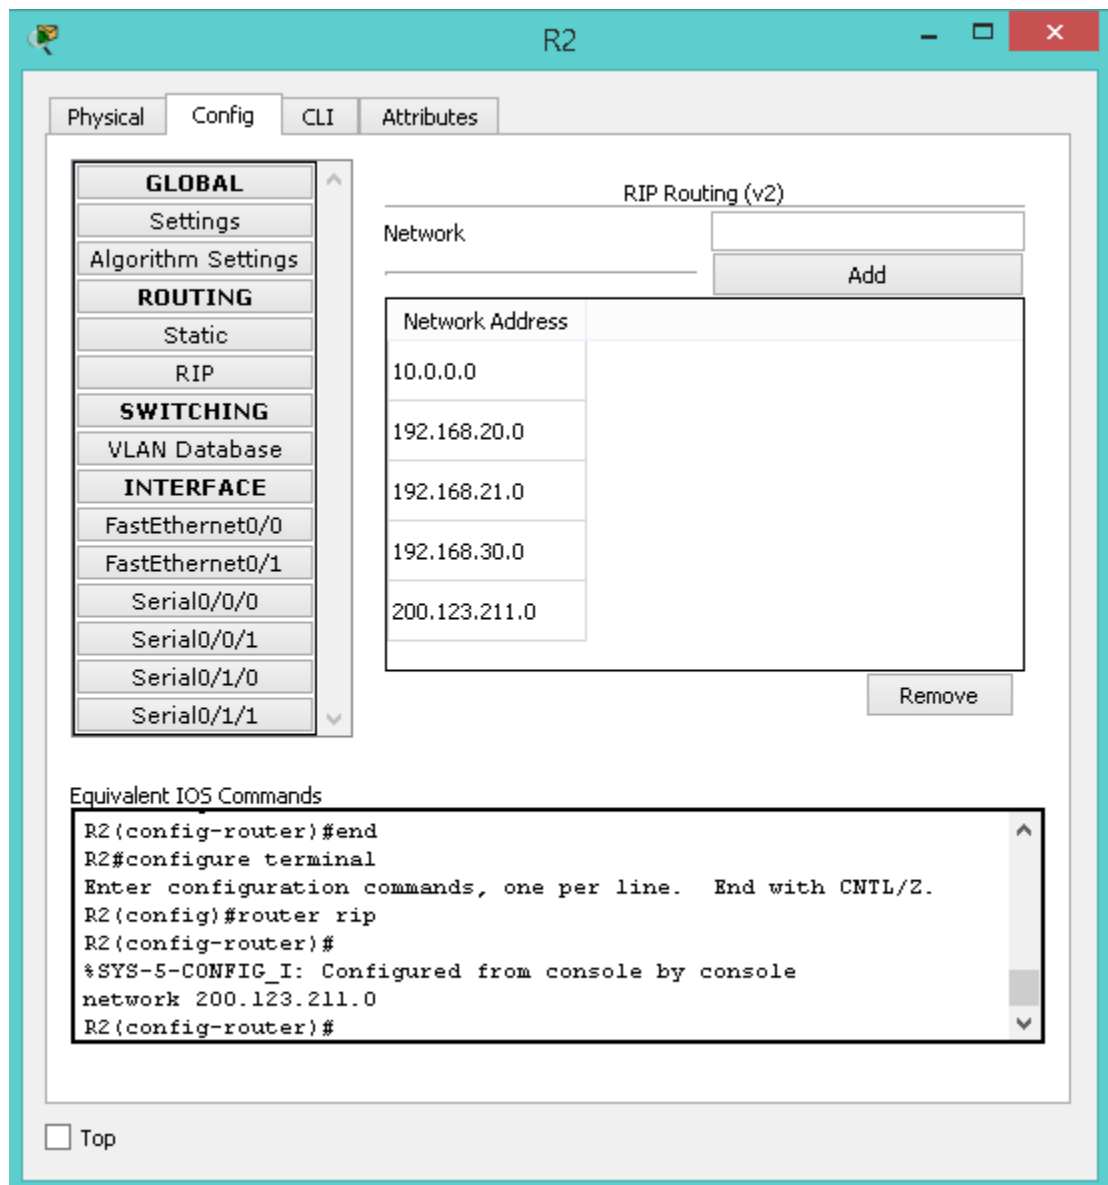 R2
Physical Config CLI Attributes
GLOBAL
Settings
Algorithm Settings
ROUTING
Static
RIP
SWITCHING
VLAN Database
INTERFACE
FastEthernet0/0
FastEthernet0/1
Serial0/0/0
Serial0/0/1
Serial0/1/0
Serial0/1/1
RIP Routing (v2)
Network
Add
Network Address
10.0.0.0
192.168.20.0
192.168.21.0
192.168.30.0
200.123.211.0
Remove
Equivalent IOS Commands
R2(config-router)#end
R2#configure terminal
Enter configuration commands, one per line.  End with CNTL/Z.
R2(config)#router rip
R2(config-router)#
%SYS-5-CONFIG_I: Configured from console by console
network 200.123.211.0
R2(config-router)#
Top